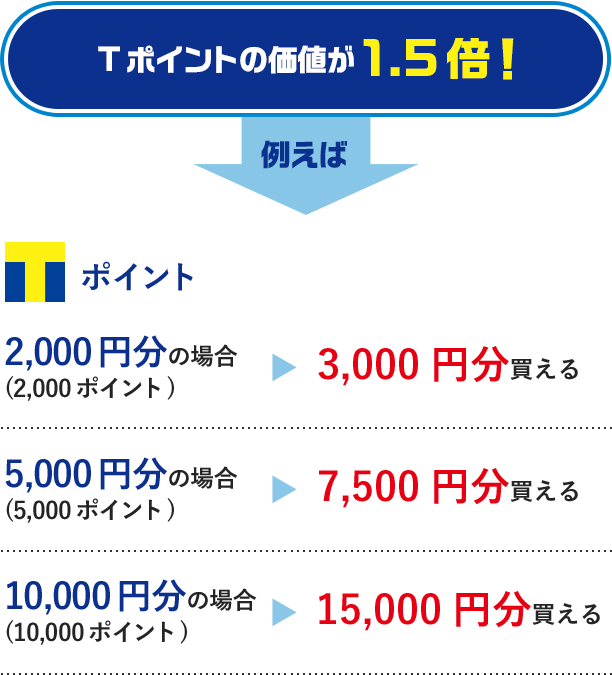 Tポイントの価値が1.5倍!
例えば
T ポイント
2,000円分の場合
(2,000ポイント)
3,000円分買える
5,000円分の場合
(5,000ポイント)
7,500円分買える
10,000円分の場合
(10,000ポイント)
15,000円分買える